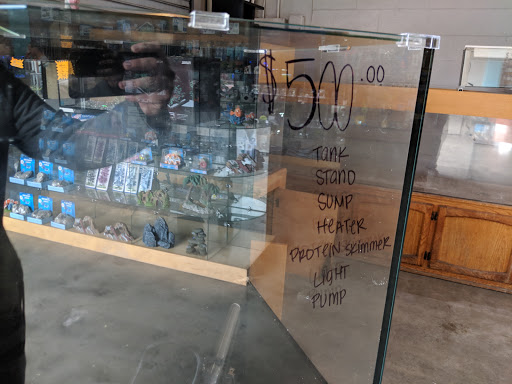 $500.00
TANK
STAND
SUMP
HEATER
PROTEIN SKIMMER
LIGHT
PUMP